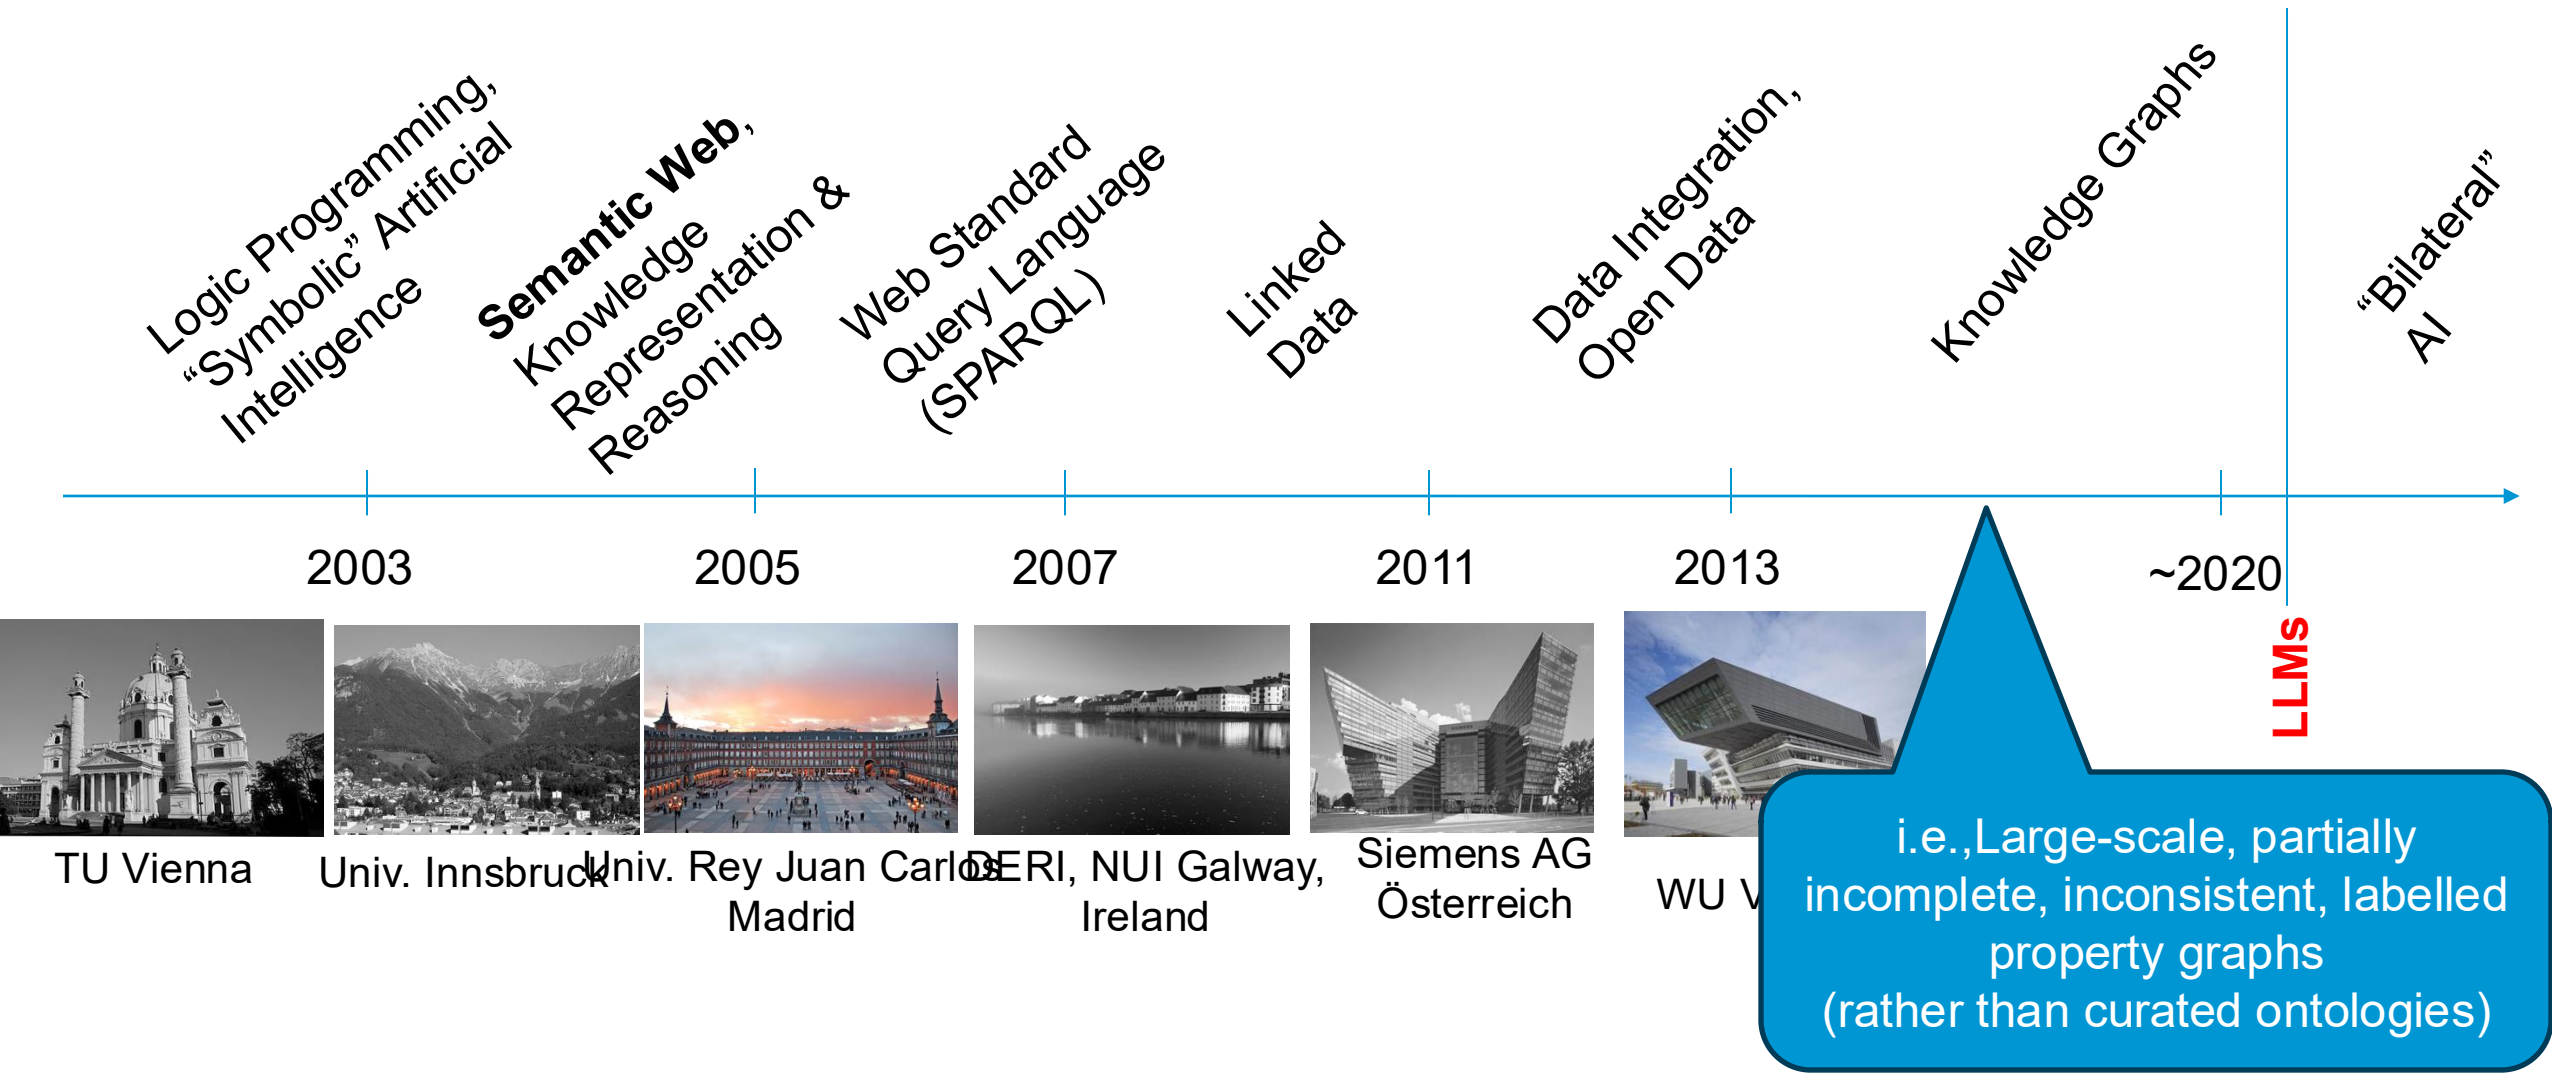 Logic Programming,
“Symbolic” Artificial
Intelligence
Semantic Web,
Knowledge
Representation &
Reasoning
Web Standard
Query Language
(SPARQL)
Linked
Data
Data Integration,
Open Data
Knowledge Graphs
“Bilateral”
AI
2003
2005
2007
2011
2013
~2020
LLMs
TU Vienna
Univ. Innsbruck
Univ. Rey Juan Carlos
Madrid
DERI, NUI Galway,
Ireland
Siemens AG
Österreich
WU
i.e.,Large-scale, partially
incomplete, inconsistent, labelled
property graphs
(rather than curated ontologies)